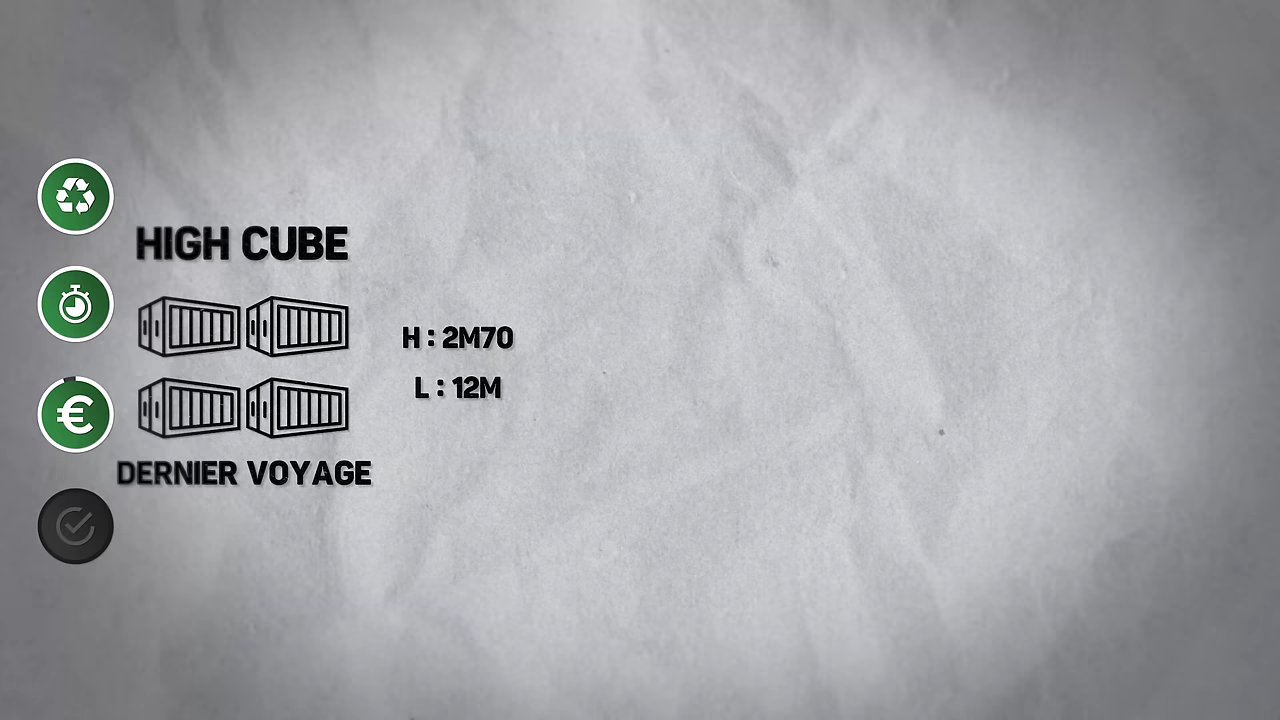 HIGH CUBE
H : 2M70
L : 12M
€
DERNIER VOYAGE